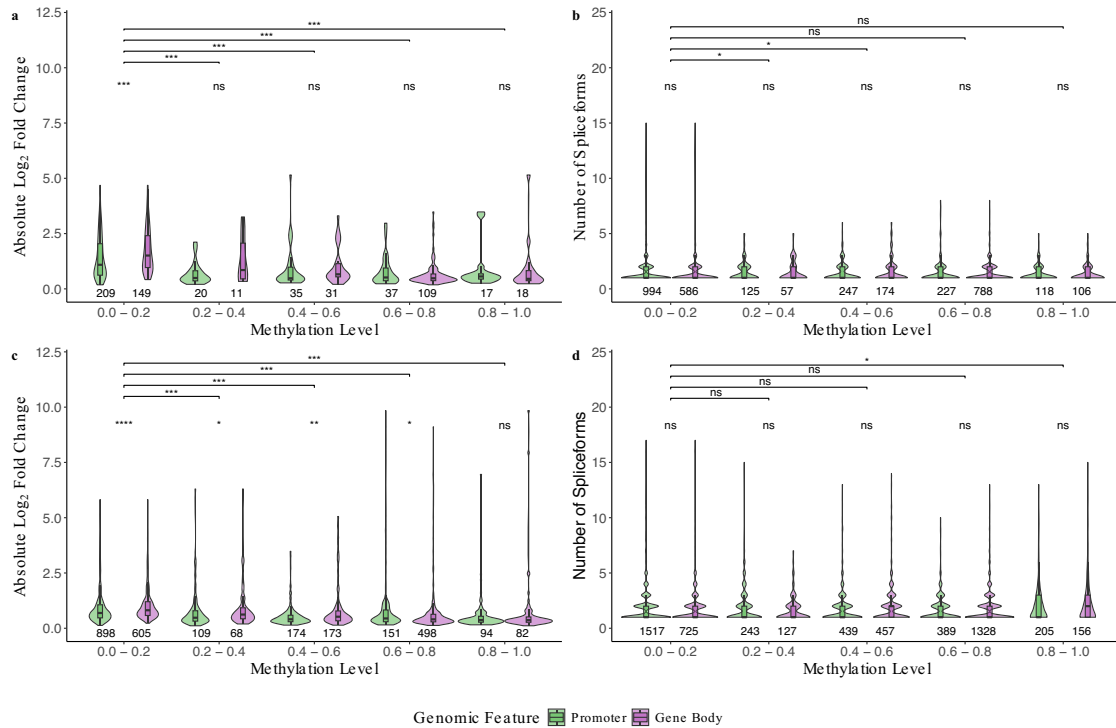 a
12.5
10.0
7.5
5.0
2.5
0.0
Absolute Log2 Fold Change
***
***
***
***
*** ns ns ns ns
209 149 20 11 35 31 37 109 17 18
0.0 – 0.2 0.2 – 0.4 0.4 – 0.6 0.6 – 0.8 0.8 – 1.0
Methylation Level
b
25
20
15
10
5
0
Number of Spliceforms
ns
ns
*
*
ns ns ns ns ns
994 586 125 57 247 174 227 788 118 106
0.0 – 0.2 0.2 – 0.4 0.4 – 0.6 0.6 – 0.8 0.8 – 1.0
Methylation Level
c
12.5
10.0
7.5
5.0
2.5
0.0
Absolute Log2 Fold Change
***
***
***
***
**** * ** * ns
898 605 109 68 174 173 151 498 94 82
0.0 – 0.2 0.2 – 0.4 0.4 – 0.6 0.6 – 0.8 0.8 – 1.0
Methylation Level
d
25
20
15
10
5
0
Number of Spliceforms
*
ns
ns
ns
ns ns ns ns ns
1517 725 243 127 439 457 389 1328 205 156
0.0 – 0.2 0.2 – 0.4 0.4 – 0.6 0.6 – 0.8 0.8 – 1.0
Methylation Level
Genomic Feature Promoter Gene Body